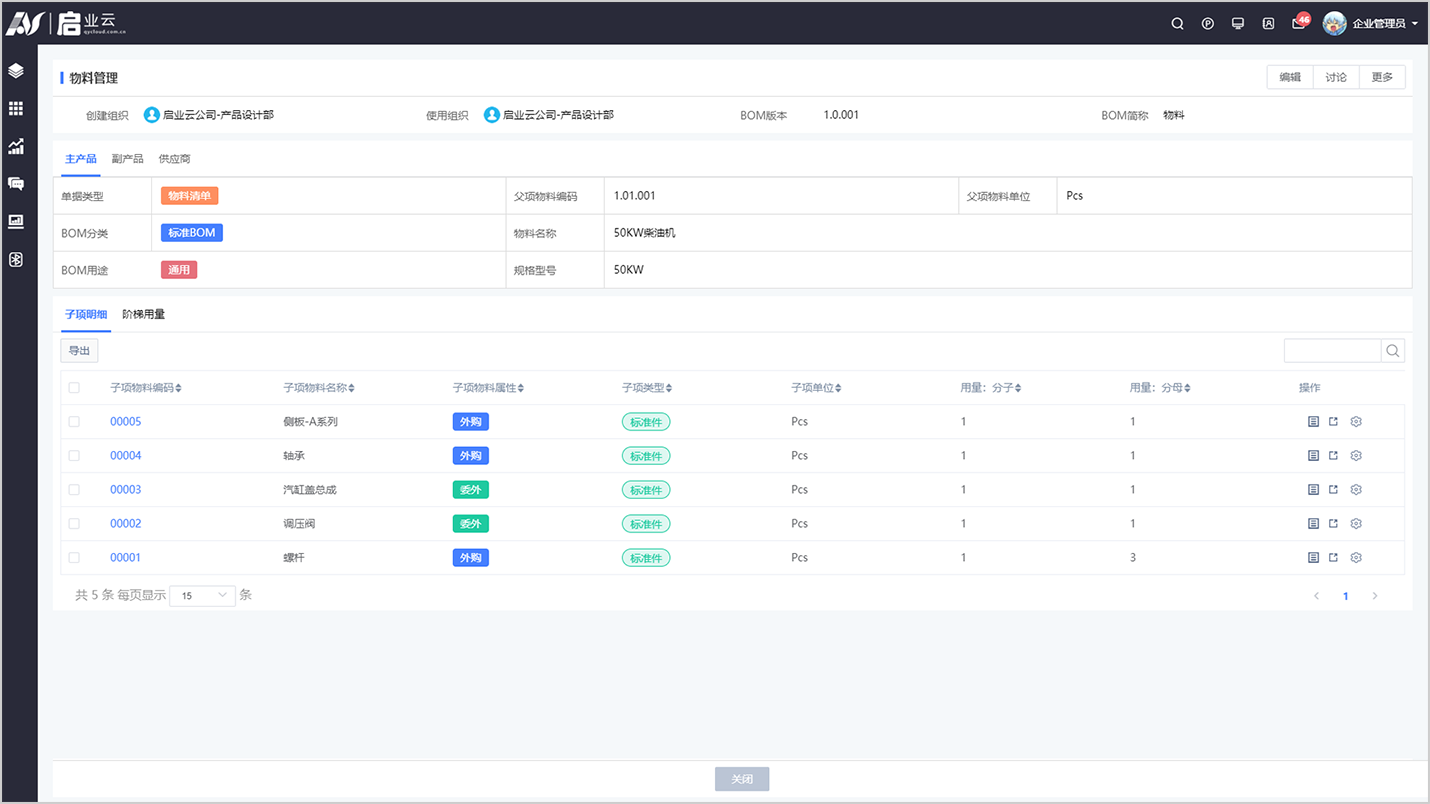 启业云
qycloud.com.cn
46
企业管理员
物料管理
编辑 讨论 更多
创建组织 启业云公司-产品设计部 使用组织 启业云公司-产品设计部 BOM版本 1.0.001 BOM简称 物料
主产品 副产品 供应商
单据类型 物料清单 父项物料编码 1.01.001 父项物料单位 Pcs
BOM分类 标准BOM 物料名称 50KW柴油机
BOM用途 通用 规格型号 50KW
子项明细 阶梯用量
导出
子项物料编码 子项物料名称 子项物料属性 子项类型 子项单位 用量：分子 用量：分母 操作
00005 侧板-A系列 外购 标准件 Pcs 1 1
00004 轴承 外购 标准件 Pcs 1 1
00003 汽缸盖总成 委外 标准件 Pcs 1 1
00002 调压阀 委外 标准件 Pcs 1 1
00001 螺杆 外购 标准件 Pcs 1 3
共 5 条 每页显示 15 条 1
关闭